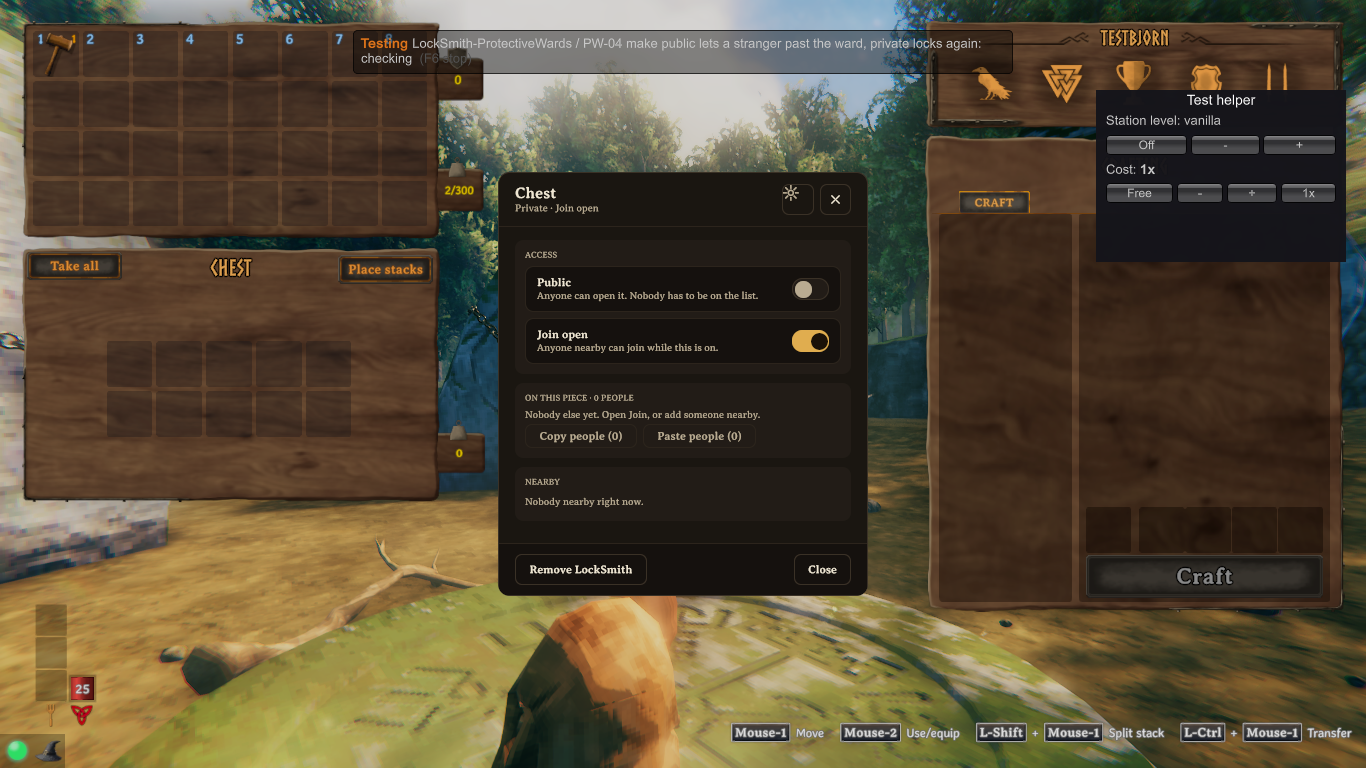 1 2 3 4 5 6 7 8
Testing LockSmith-ProtectiveWards / PW-04 make public lets a stranger past the ward, private locks again:
checking (F6 stop)
0
2/300
TESTBJORN
Test helper
Station level: vanilla
Off - +
Cost: 1x
Free - + 1x
CRAFT
Take all
CHEST
Place stacks
0
Chest
Private · Join open
ACCESS
Public
Anyone can open it. Nobody has to be on the list.
Join open
Anyone nearby can join while this is on.
ON THIS PIECE · 0 PEOPLE
Nobody else yet. Open Join, or add someone nearby.
Copy people (0) Paste people (0)
NEARBY
Nobody nearby right now.
Remove LockSmith
Close
Craft
25
Mouse-1 Move Mouse-2 Use/equip L-Shift + Mouse-1 Split stack L-Ctrl + Mouse-1 Transfer